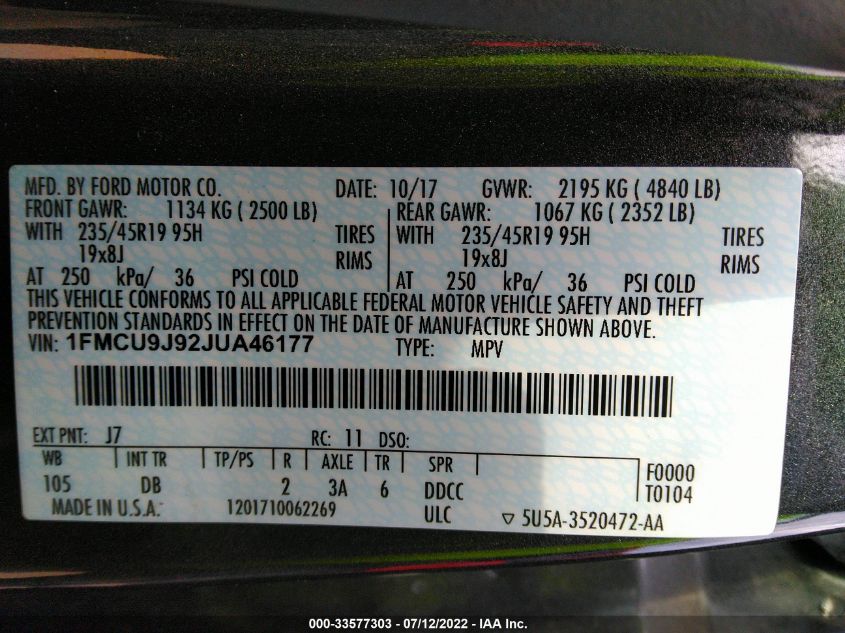 MFD. BY FORD MOTOR CO. DATE: 10/17 GVWR: 2195 KG ( 4840 LB)
FRONT GAWR: 1134 KG ( 2500 LB) REAR GAWR: 1067 KG ( 2352 LB)
WITH 235/45R19 95H TIRES WITH 235/45R19 95H TIRES
19x8J RIMS 19x8J RIMS
AT 250 kPa/ 36 PSI COLD AT 250 kPa/ 36 PSI COLD
THIS VEHICLE CONFORMS TO ALL APPLICABLE FEDERAL MOTOR VEHICLE SAFETY AND THEFT
PREVENTION STANDARDS IN EFFECT ON THE DATE OF MANUFACTURE SHOWN ABOVE.
VIN: 1FMCU9J92JUA46177 TYPE: MPV
EXT PNT: J7 RC: 11 DSO:
WB INT TR TP/PS R AXLE TR SPR F0000
105 DB 2 3A 6 DDCC T0104
MADE IN U.S.A. 1201710062269 ULC ▽ 5U5A-3520472-AA
000-33577303 - 07/12/2022 - IAA Inc.